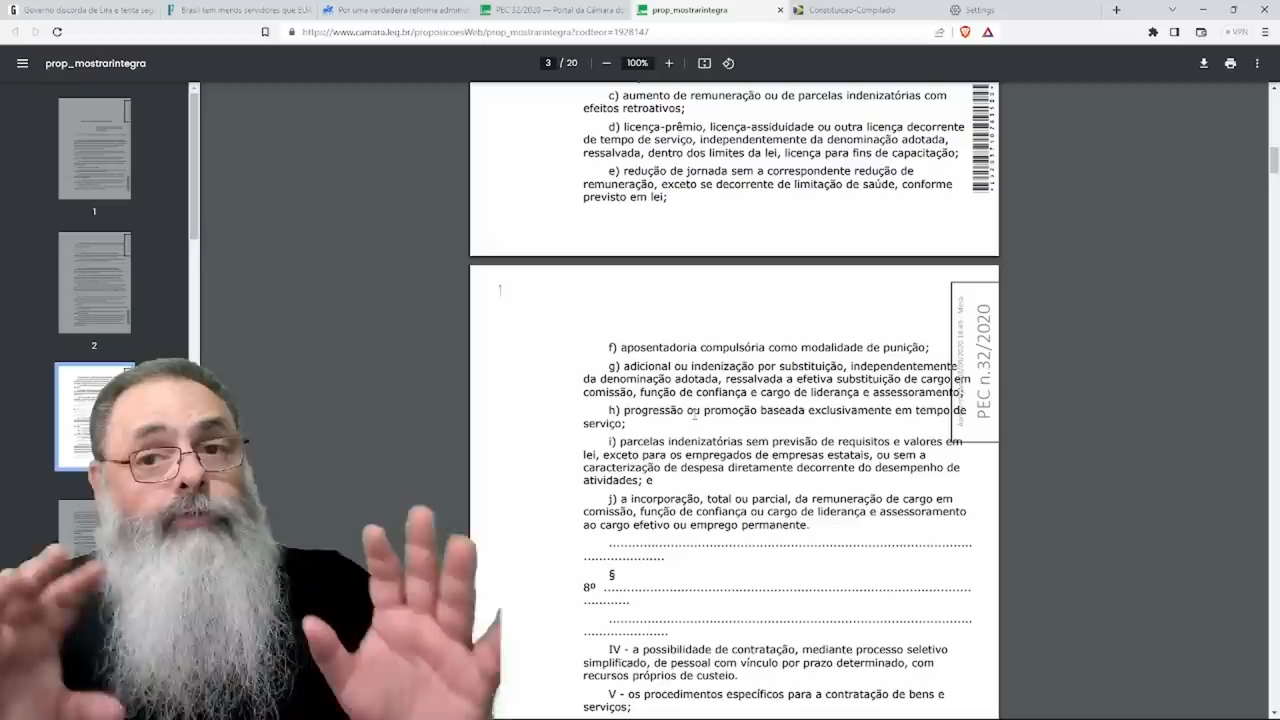 Governo discorda de Lira e tenta seg
Brasil tem menos servidores que EUA
Por uma verdadeira reforma adminis
PEC 32/2020 — Portal da Câmara do
prop_mostrarintegra
Constituicao-Compilado
Settings
https://www.camara.leg.br/proposicoesWeb/prop_mostrarintegra?codteor=1928147
VPN
prop_mostrarintegra
3 / 20
100%
1
2
c) aumento de remuneração ou de parcelas indenizatórias com
efeitos retroativos;
d) licença-prêmio, licença-assiduidade ou outra licença decorrente
de tempo de serviço, independentemente da denominação adotada,
ressalvada, dentro dos limites da lei, licença para fins de capacitação;
e) redução de jornada sem a correspondente redução de
remuneração, exceto se decorrente de limitação de saúde, conforme
previsto em lei;
PEC n.32/2020
f) aposentadoria compulsória como modalidade de punição;
g) adicional ou indenização por substituição, independentemente
da denominação adotada, ressalvada a efetiva substituição de cargo em
comissão, função de confiança e cargo de liderança e assessoramento;
h) progressão ou promoção baseada exclusivamente em tempo de
serviço;
i) parcelas indenizatórias sem previsão de requisitos e valores em
lei, exceto para os empregados de empresas estatais, ou sem a
caracterização de despesa diretamente decorrente do desempenho de
atividades; e
j) a incorporação, total ou parcial, da remuneração de cargo em
comissão, função de confiança ou cargo de liderança e assessoramento
ao cargo efetivo ou emprego permanente.
................................................................................
..................
§
8º ................................................................................
..........
................................................................................
...................
IV - a possibilidade de contratação, mediante processo seletivo
simplificado, de pessoal com vínculo por prazo determinado, com
recursos próprios de custeio.
V - os procedimentos específicos para a contratação de bens e
serviços;